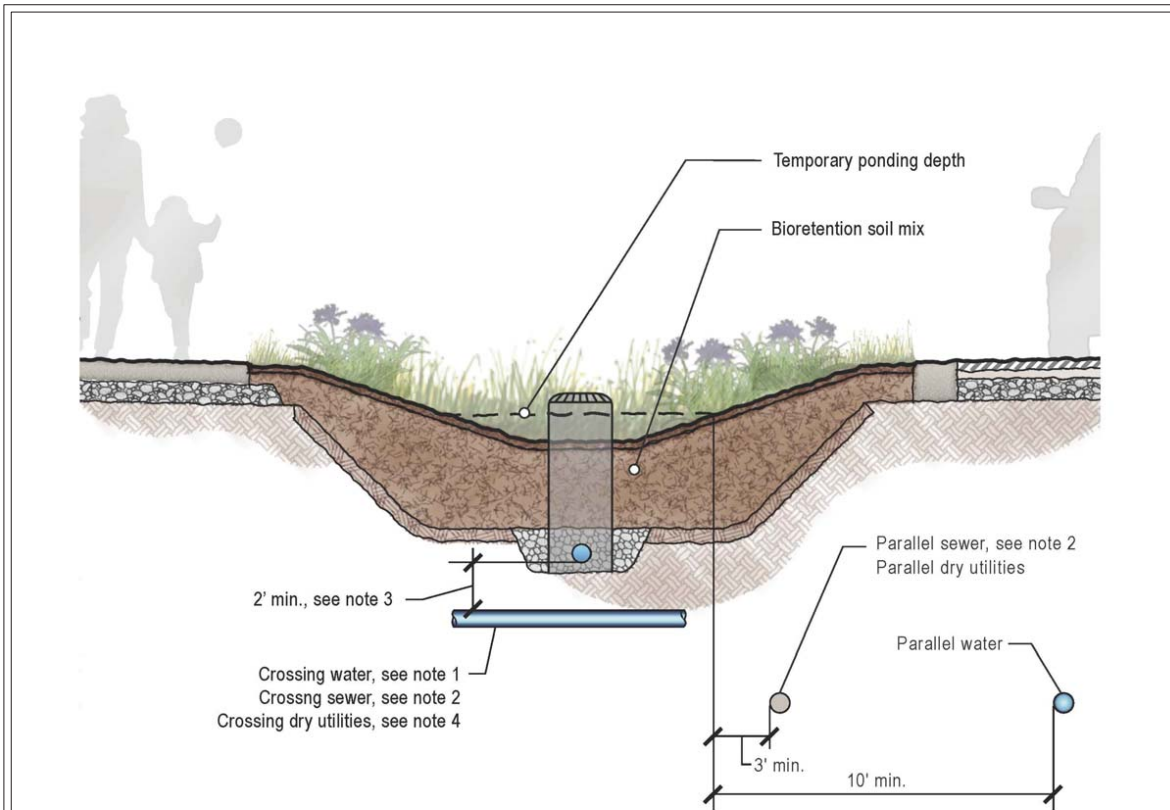 Temporary ponding depth
Bioretention soil mix
Parallel sewer, see note 2
Parallel dry utilities
2' min., see note 3
Parallel water
Crossing water, see note 1
Crossng sewer, see note 2
Crossing dry utilities, see note 4
3' min.
10' min.